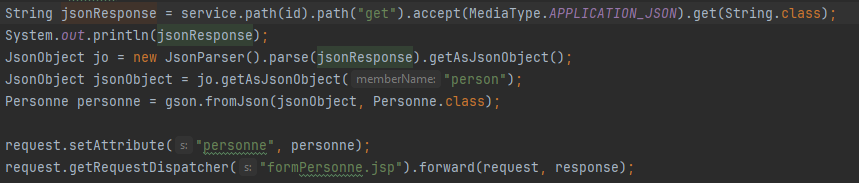 String jsonResponse = service.path(id).path("get").accept(MediaType.APPLICATION_JSON).get(String.class);
System.out.println(jsonResponse);
JsonObject jo = new JsonParser().parse(jsonResponse).getAsJsonObject();
JsonObject jsonObject = jo.getAsJsonObject( memberName: "person");
Personne personne = gson.fromJson(jsonObject, Personne.class);
request.setAttribute( s: "personne", personne);
request.getRequestDispatcher( s: "formPersonne.jsp").forward(request, response);